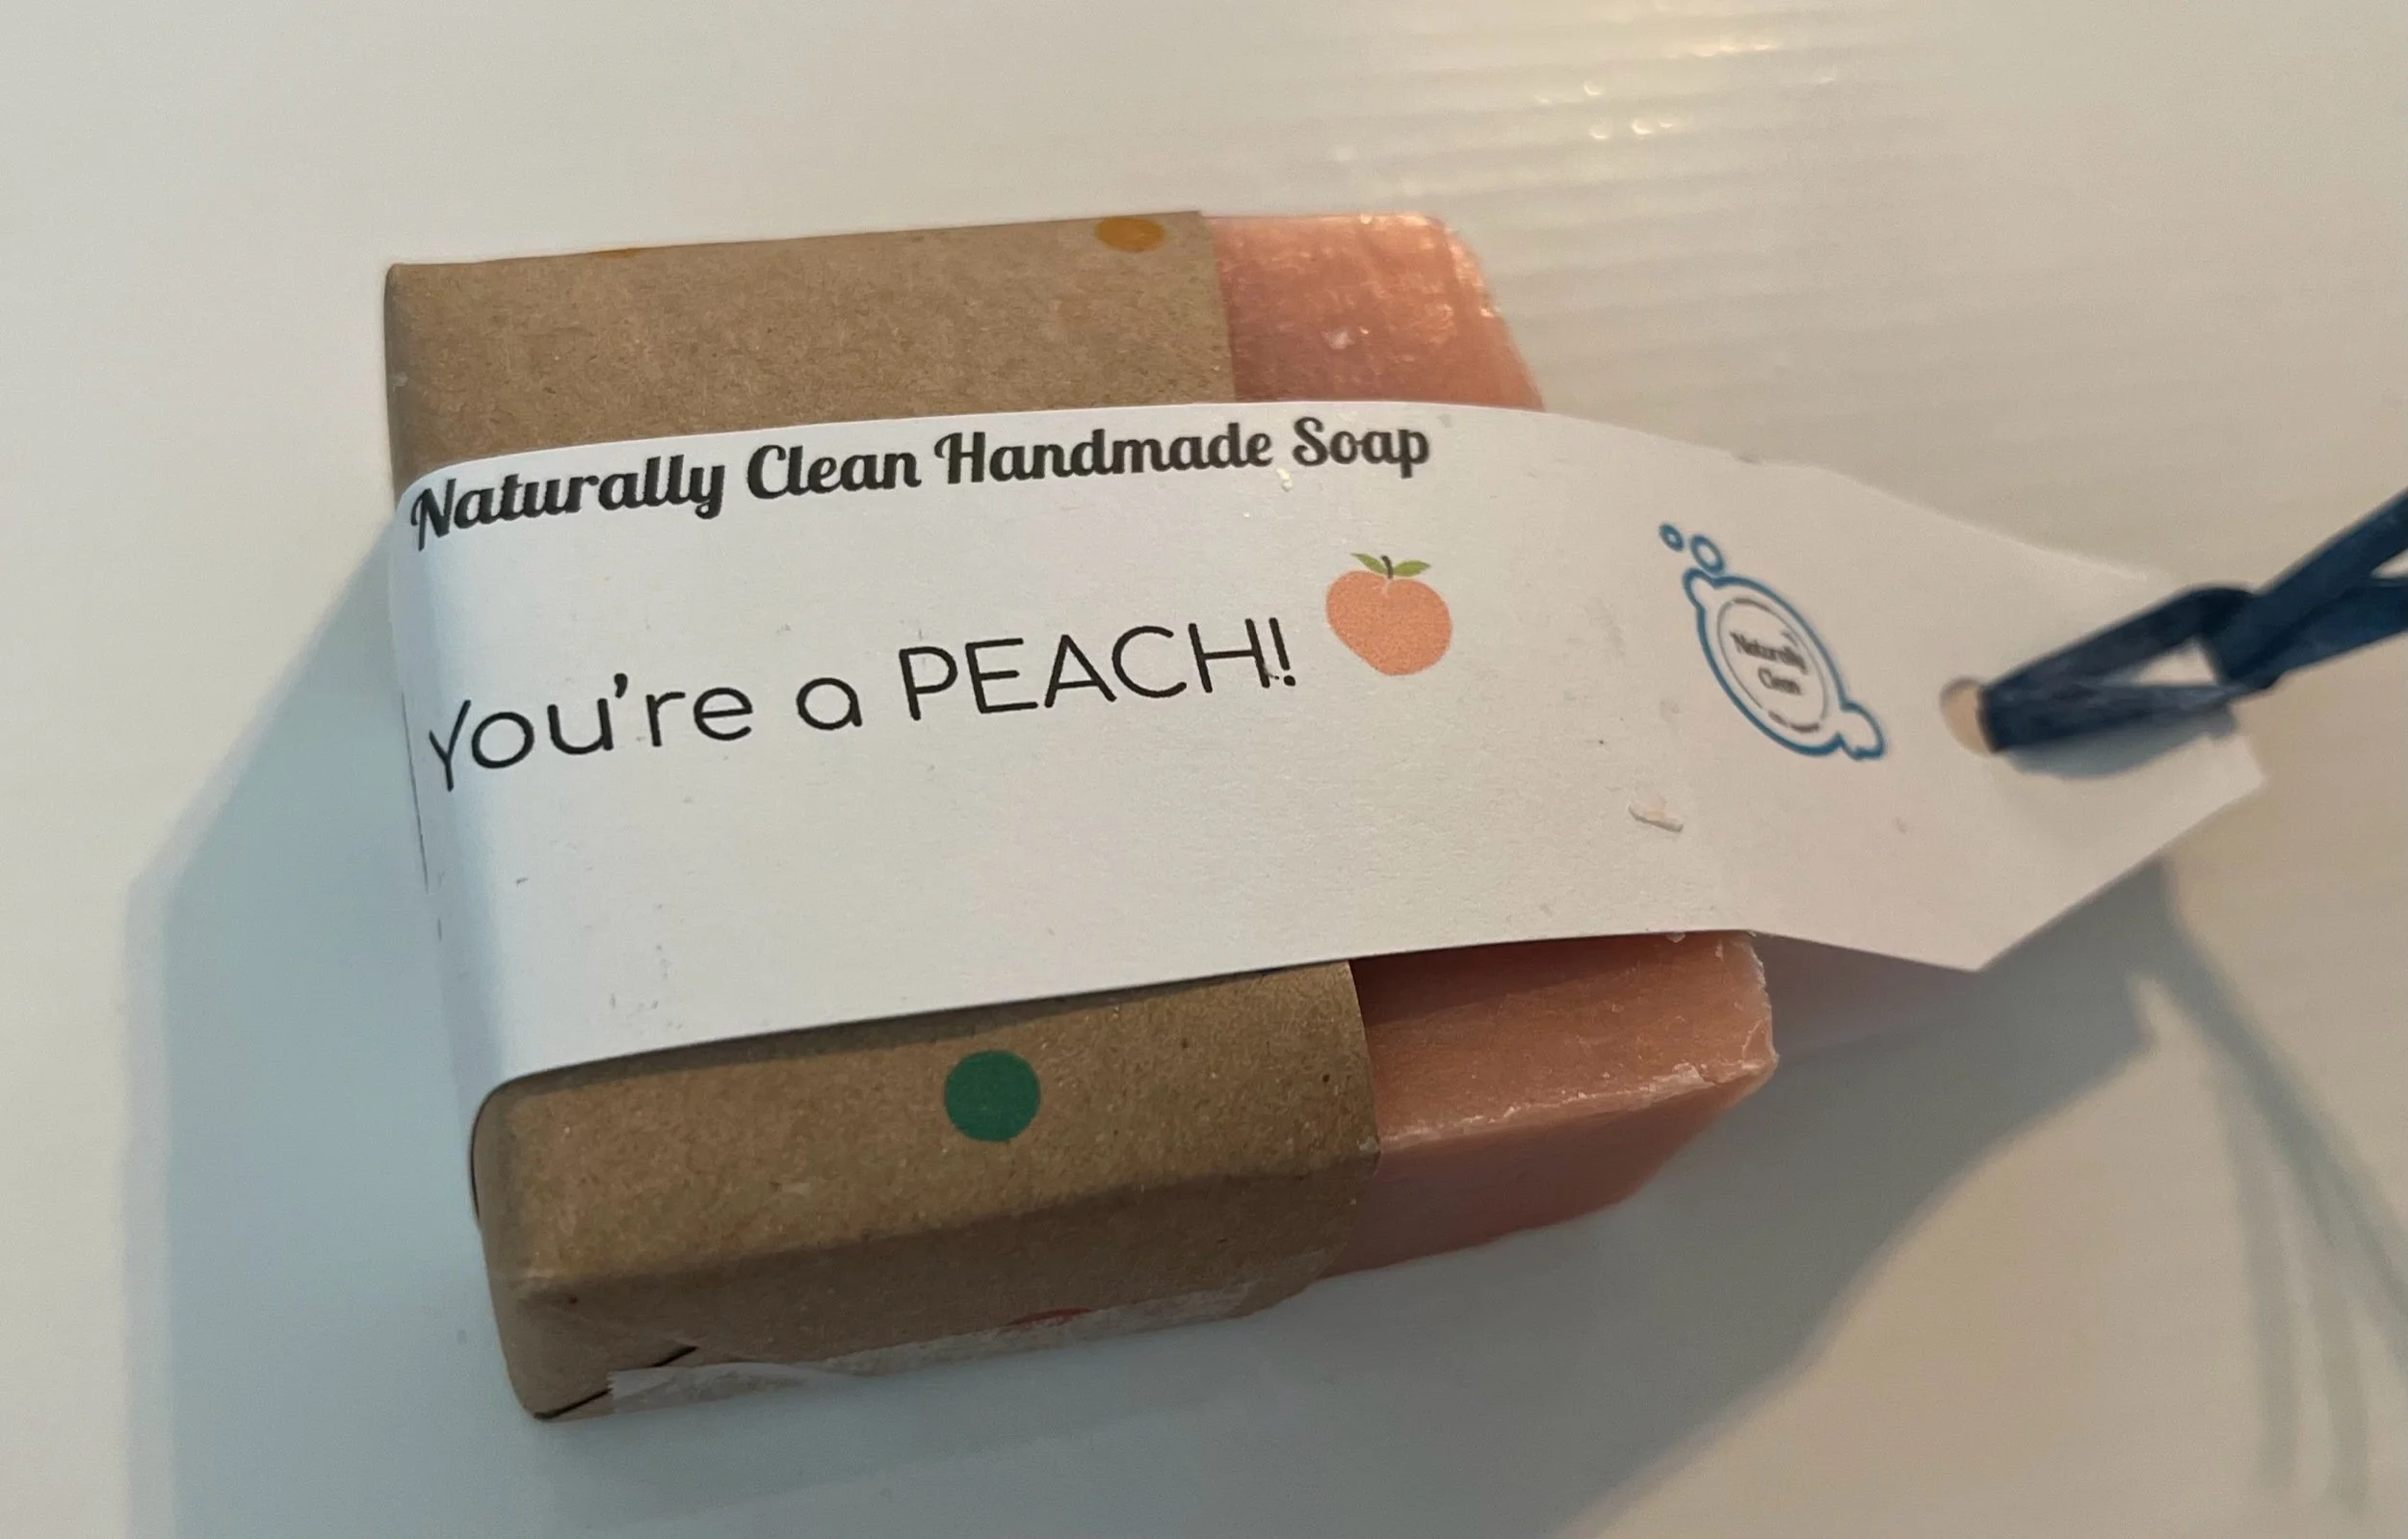 Naturally Clean Handmade Soap
You're a PEACH!
Naturally
Clean